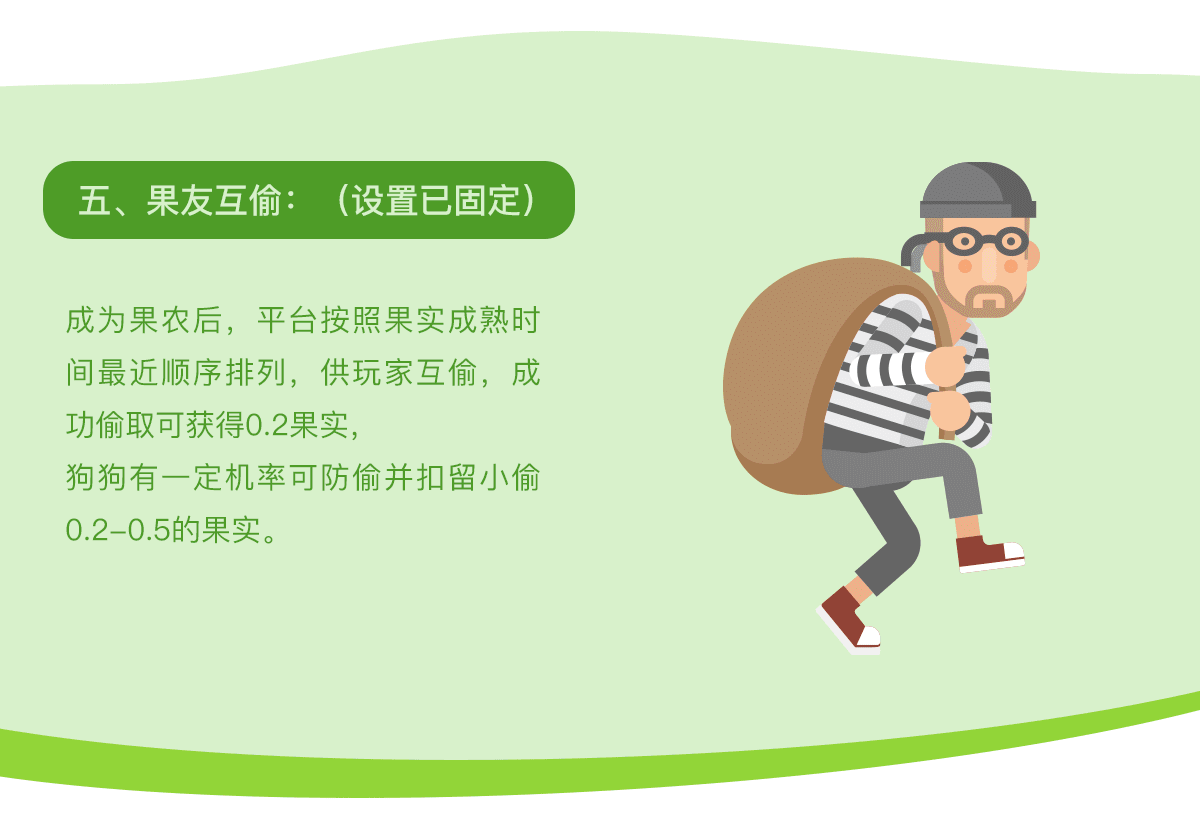 五、果友互偷：（设置已固定）
成为果农后，平台按照果实成熟时
间最近顺序排列，供玩家互偷，成
功偷取可获得0.2果实，
狗狗有一定机率可防偷并扣留小偷
0.2–0.5的果实。